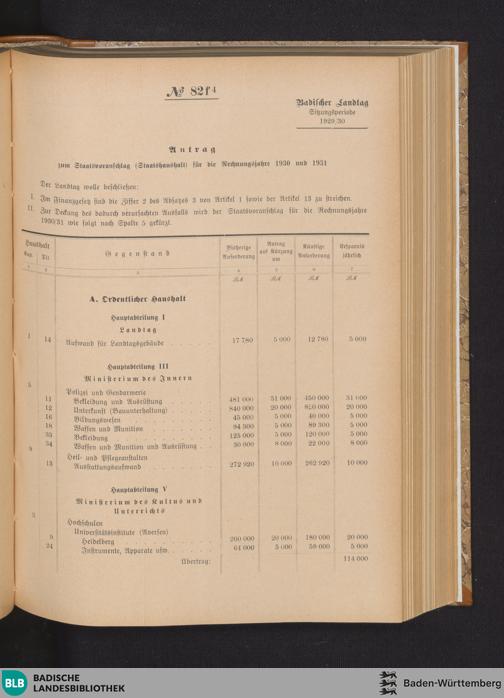 № 82f⁴
Badischer Landtag
Sitzungsperiode
1929/30
Antrag
zum Staatsvoranschlag (Staatshaushalt) für die Rechnungsjahre 1930 und 1931
Der Landtag wolle beschließen:
I. Im Finanzgesetz sind die Ziffer 2 des Absatzes 3 von Artikel 1 sowie der Artikel 13 zu streichen.
II. Zur Deckung des dadurch verursachten Ausfalls wird der Staatsvoranschlag für die Rechnungsjahre
1930/31 wie folgt nach Spalte 5 gekürzt.
Haushalt Gegenstand Bisherige Anforderung Antrag auf Kürzung um Künftige Anforderung Ersparnis jährlich
Kap. Tit.
1 2 3 4 5 6 7
RM RM RM RM
A. Ordentlicher Haushalt
Hauptabteilung I
Landtag
1 14 Aufwand für Landtagsgebäude 17 780 5 000 12 780 5 000
Hauptabteilung III
Ministerium des Innern
5 Polizei und Gendarmerie
11 Bekleidung und Ausrüstung 481 000 31 000 450 000 31 000
12 Unterkunft (Bauunterhaltung) 840 000 20 000 820 000 20 000
16 Bildungswesen 45 000 5 000 40 000 5 000
18 Waffen und Munition 94 300 5 000 89 300 5 000
33 Bekleidung 125 000 5 000 120 000 5 000
34 Waffen und Munition und Ausrüstung 30 000 8 000 22 000 8 000
9 Heil- und Pflegeanstalten
13 Ausstattungsaufwand 272 920 10 000 262 920 10 000
Hauptabteilung V
Ministerium des Kultus und
Unterrichts
3 Hochschulen
Universitätsinstitute (Aversen)
9 Heidelberg 200 000 20 000 180 000 20 000
24 Instrumente, Apparate usw. 64 000 5 000 59 000 5 000
Übertrag: 114 000
BLB BADISCHE
LANDESBIBLIOTHEK
Baden-Württemberg